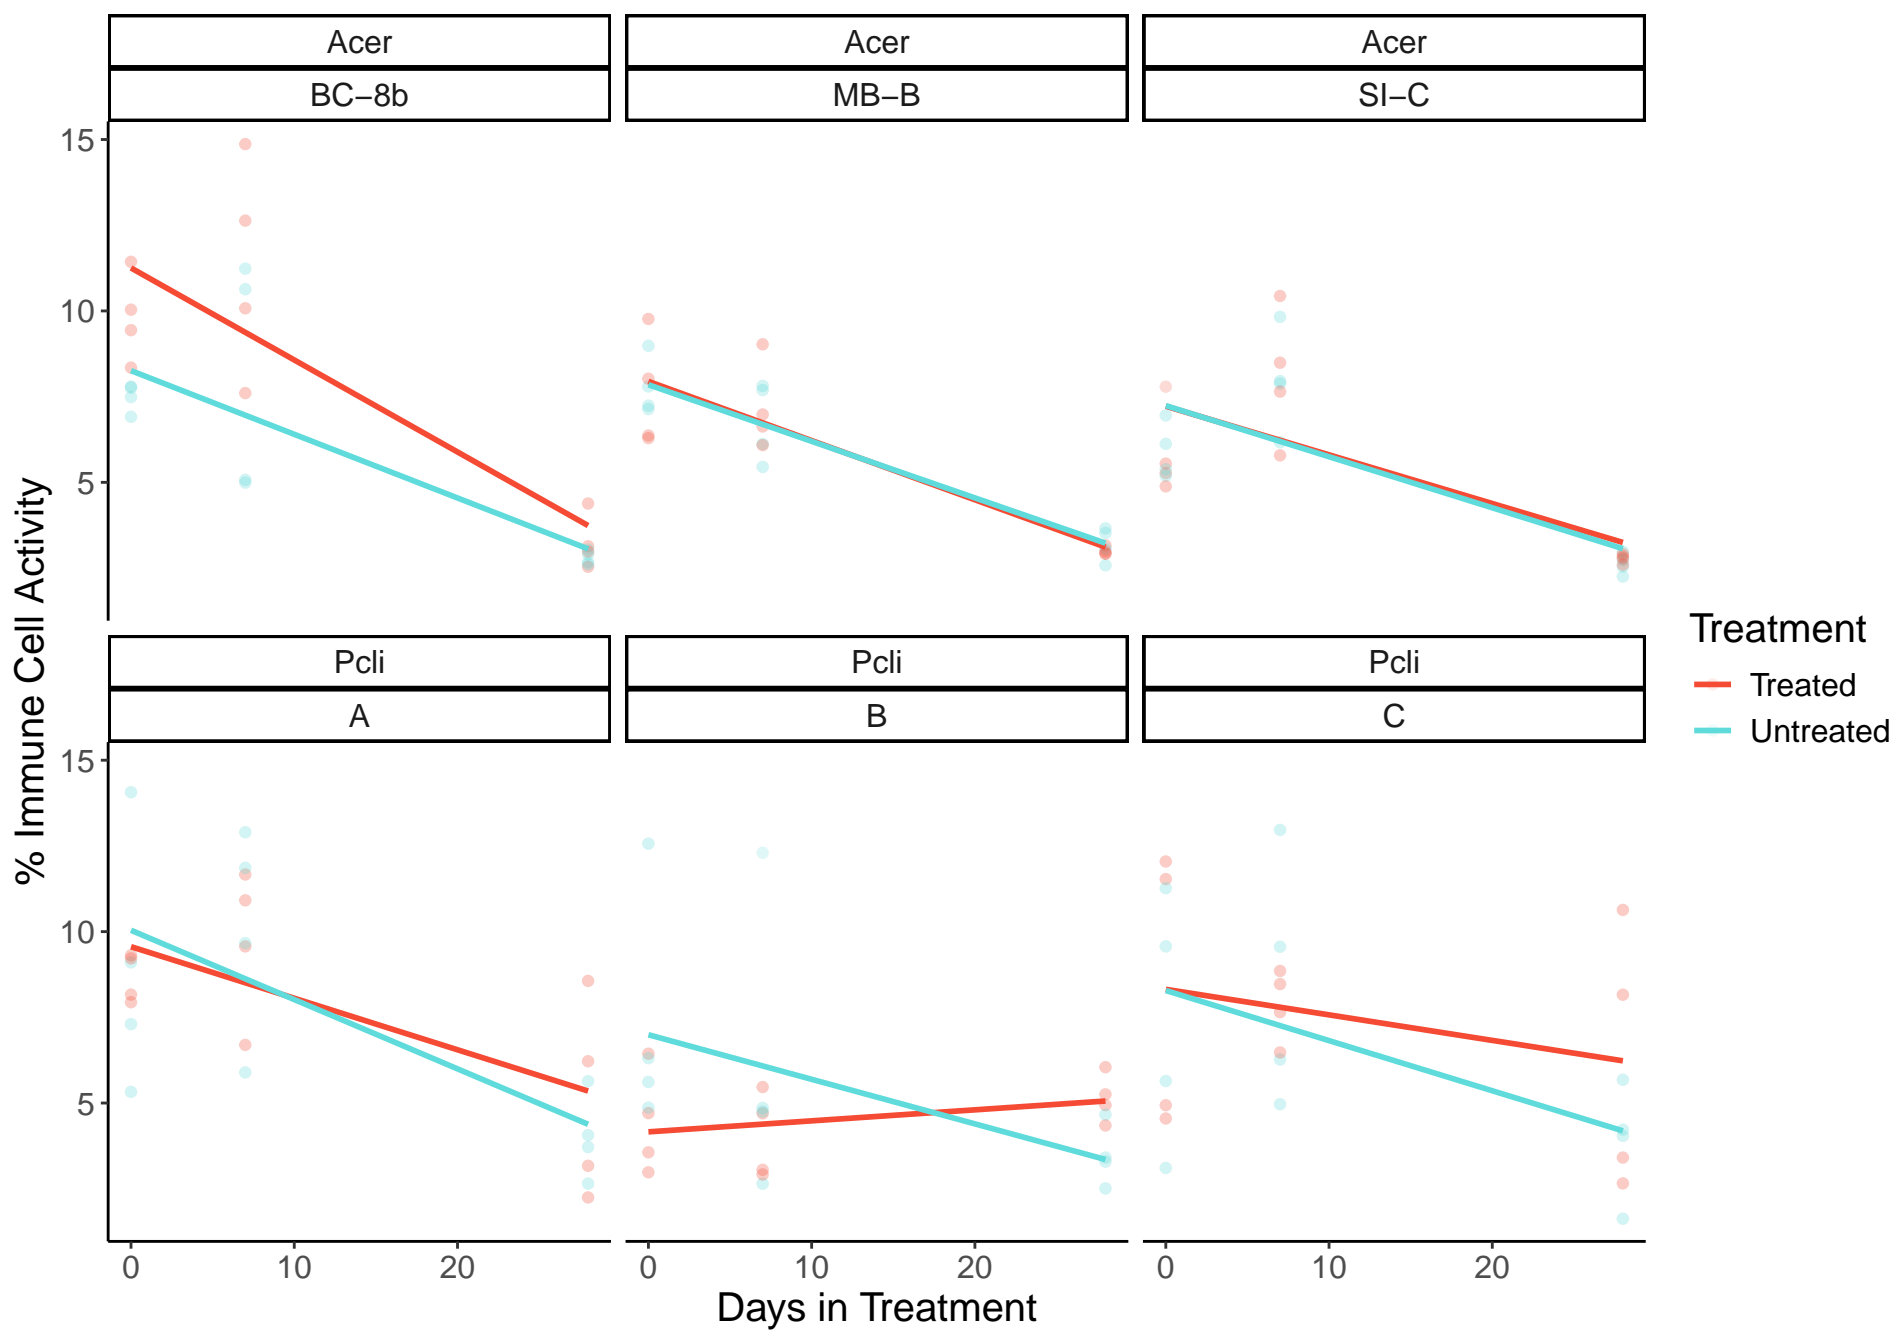 Acer Acer Acer
BC−8b MB−B SI−C
15
10
5
% Immune Cell Activity
Pcli Pcli Pcli
A B C
15
10
5
0 10 20 0 10 20 0 10 20
Days in Treatment
Treatment
Treated
Untreated